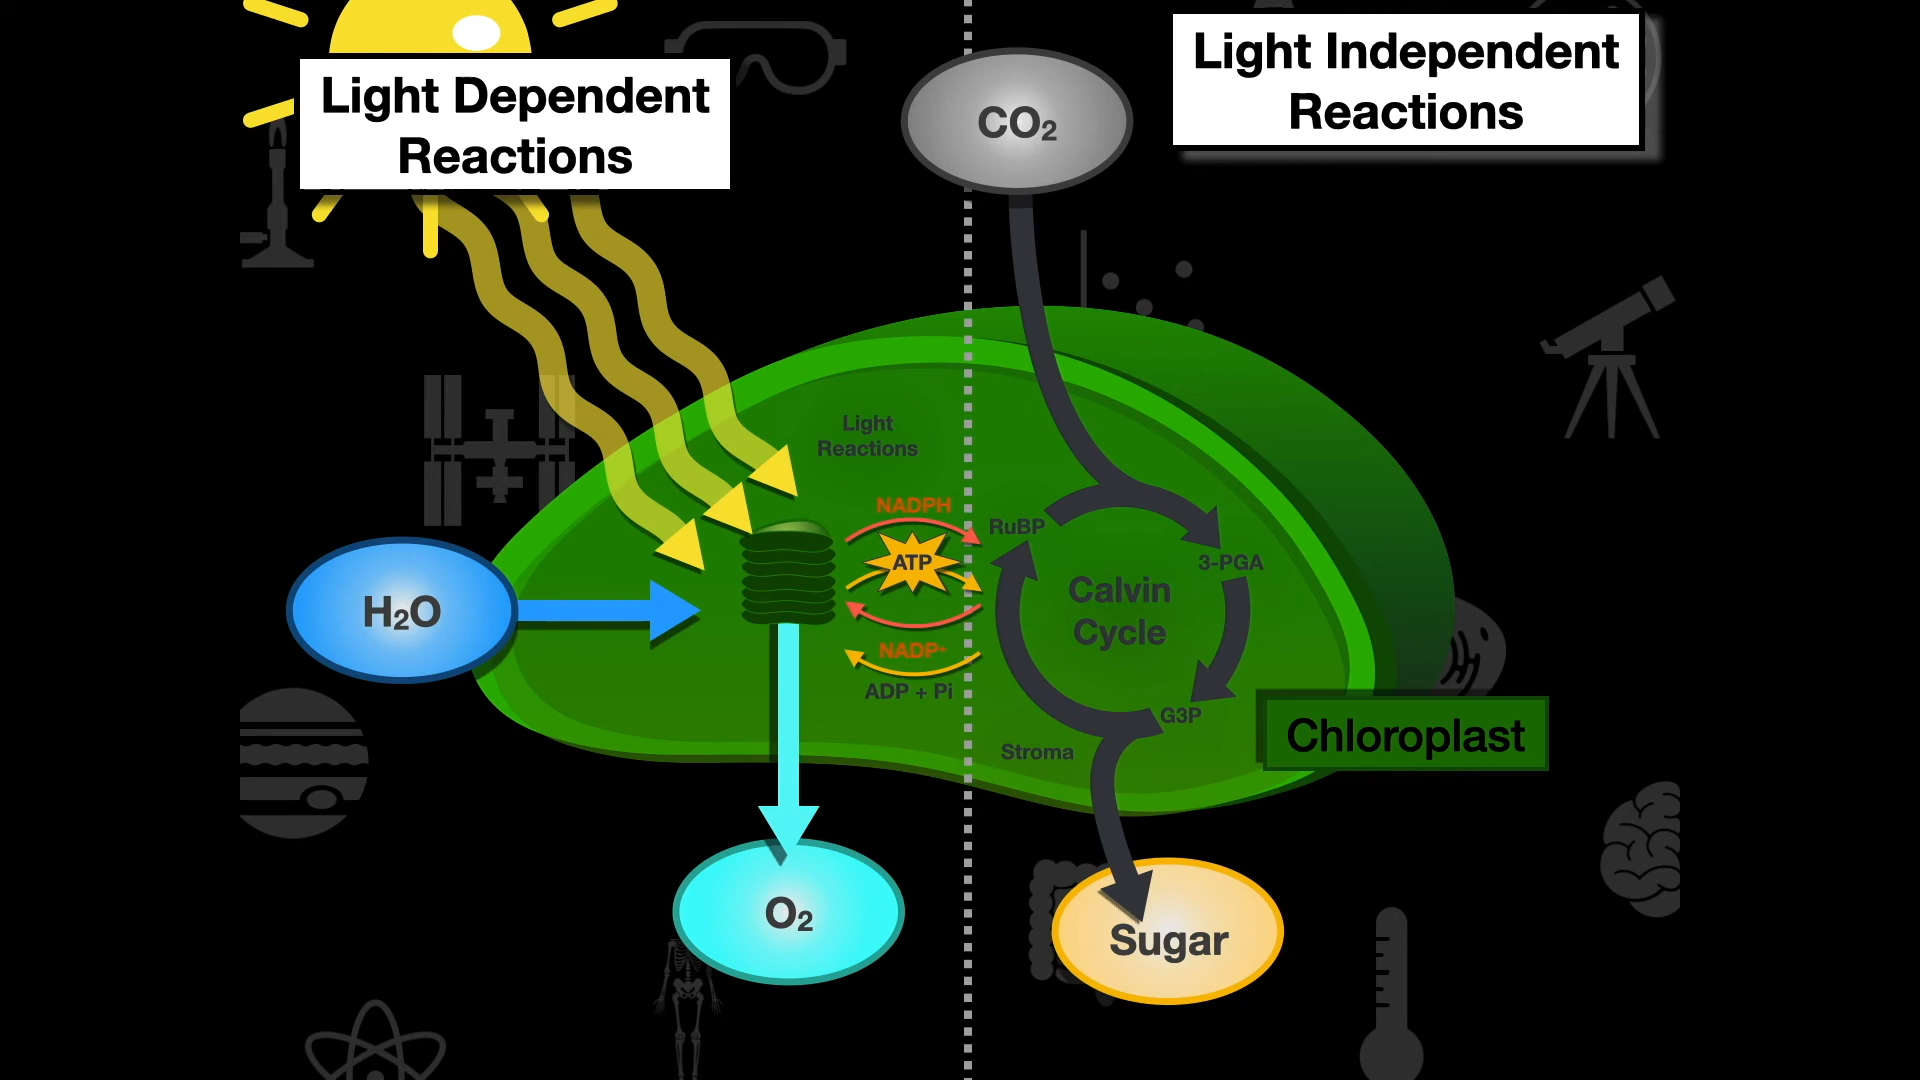 Light Dependent
Reactions
Light Independent
Reactions
CO₂
Light
Reactions
NADPH
ATP
RuBP
3-PGA
Calvin
Cycle
H₂O
NADP⁺
ADP + Pi
G3P
Stroma
Chloroplast
O₂
Sugar